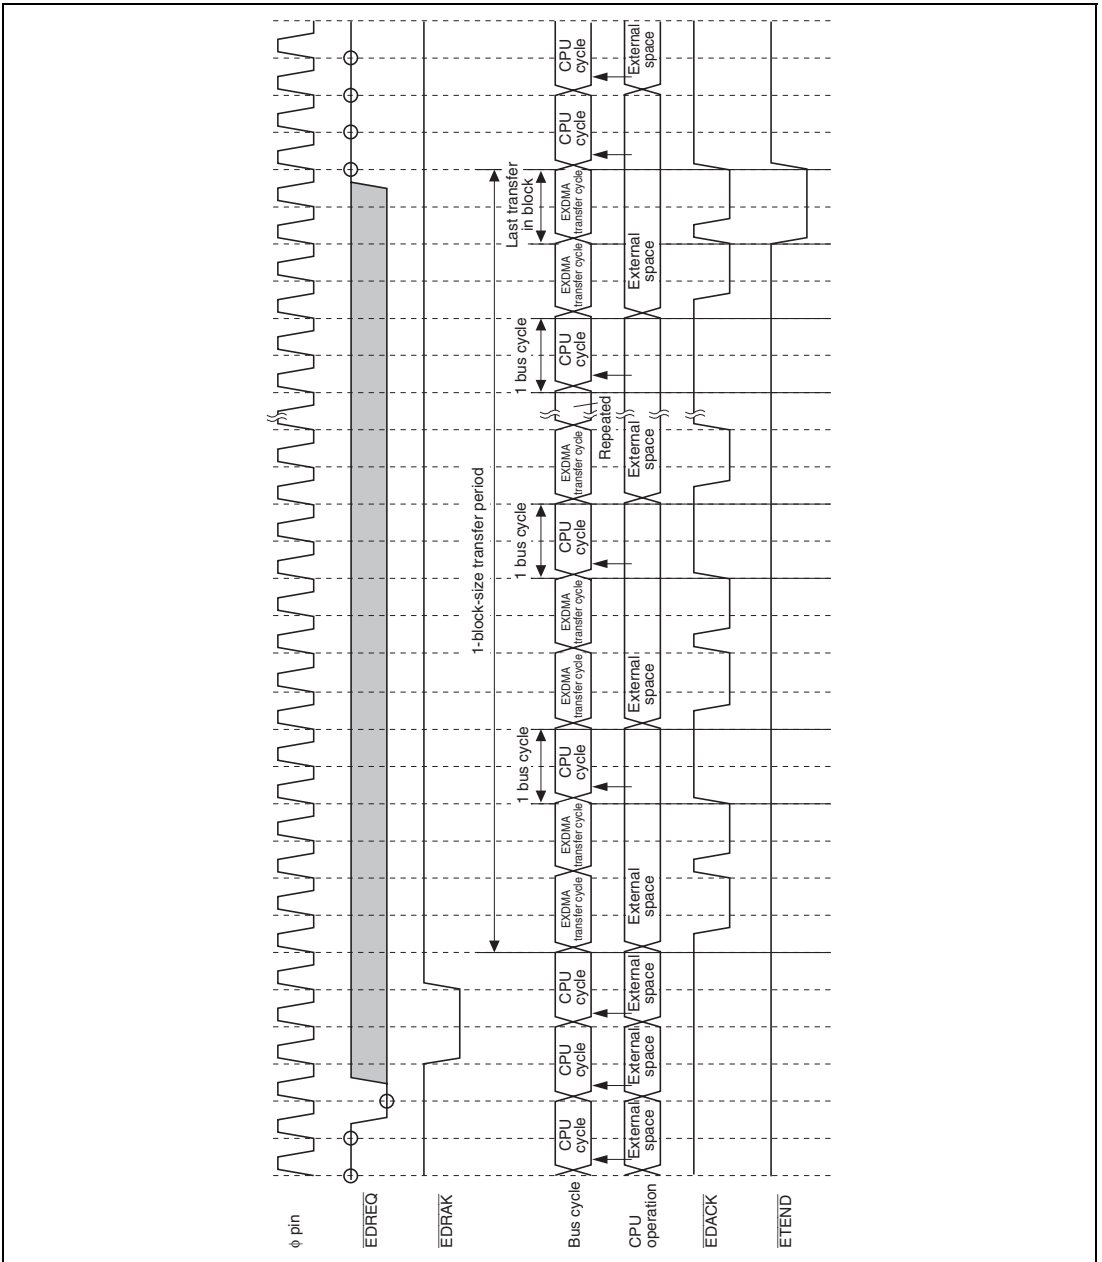 φ pin
EDREQ
EDRAK
1-block-size transfer period
1 bus cycle
1 bus cycle
1 bus cycle
Last transfer
in block
Bus cycle
CPU
cycle
CPU
cycle
CPU
cycle
EXDMA
transfer cycle
EXDMA
transfer cycle
CPU
cycle
EXDMA
transfer cycle
EXDMA
transfer cycle
CPU
cycle
EXDMA
transfer cycle
Repeated
CPU
cycle
EXDMA
transfer cycle
EXDMA
transfer cycle
CPU
cycle
CPU
cycle
CPU
operation
External
space
External
space
External
space
External
space
External
space
External
space
External
space
External
space
EDACK
ETEND